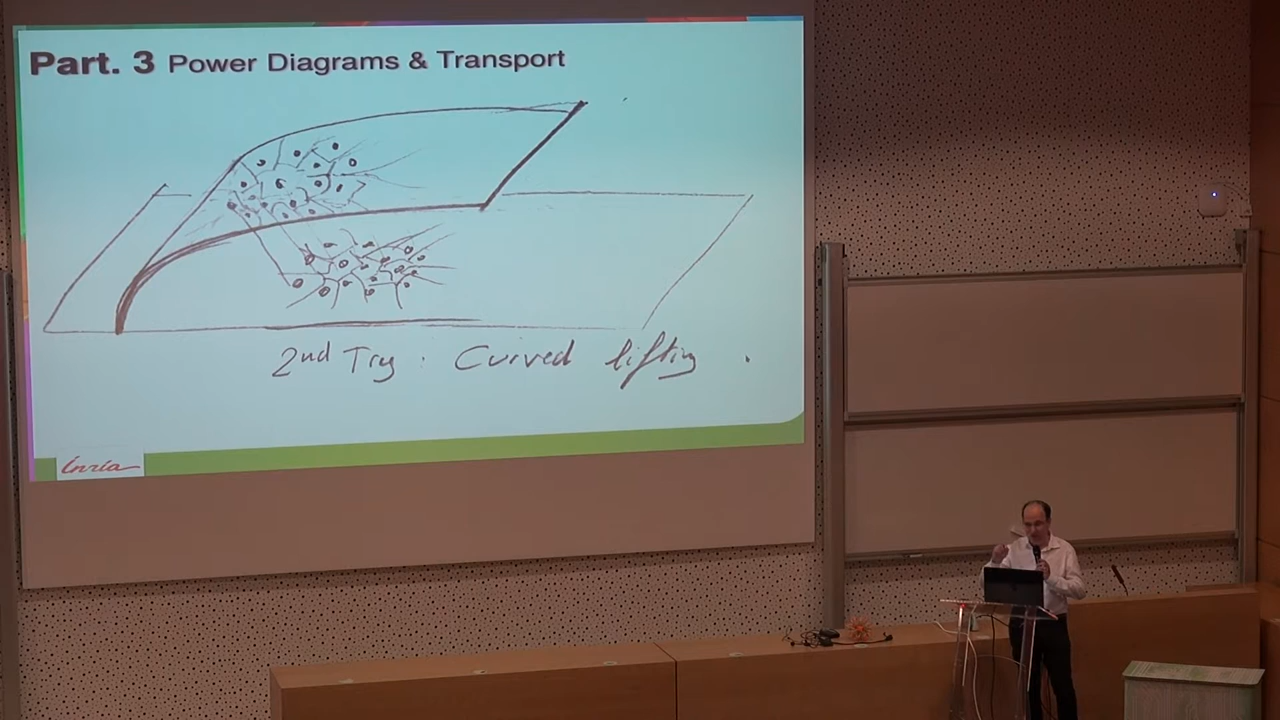 Part. 3 Power Diagrams & Transport
2nd Try : Curved lifting .
Inria